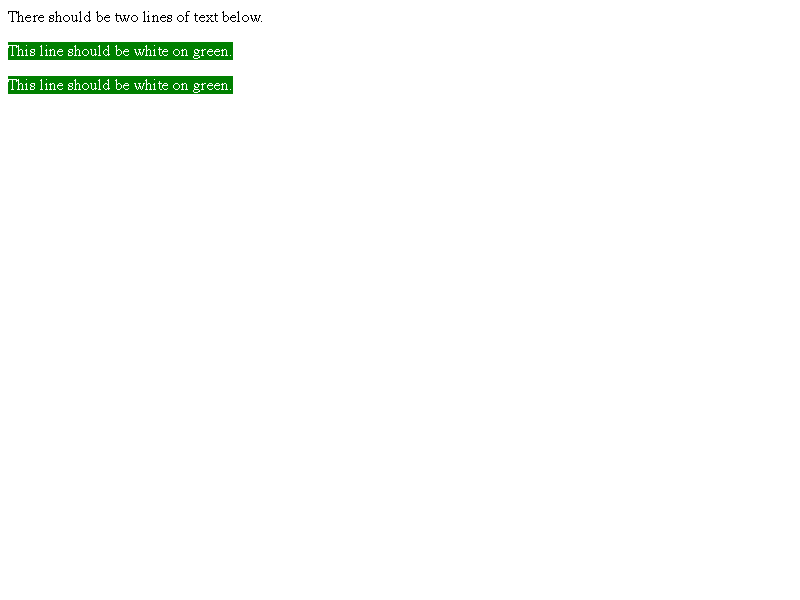 There should be two lines of text below.
This line should be white on green.
This line should be white on green.